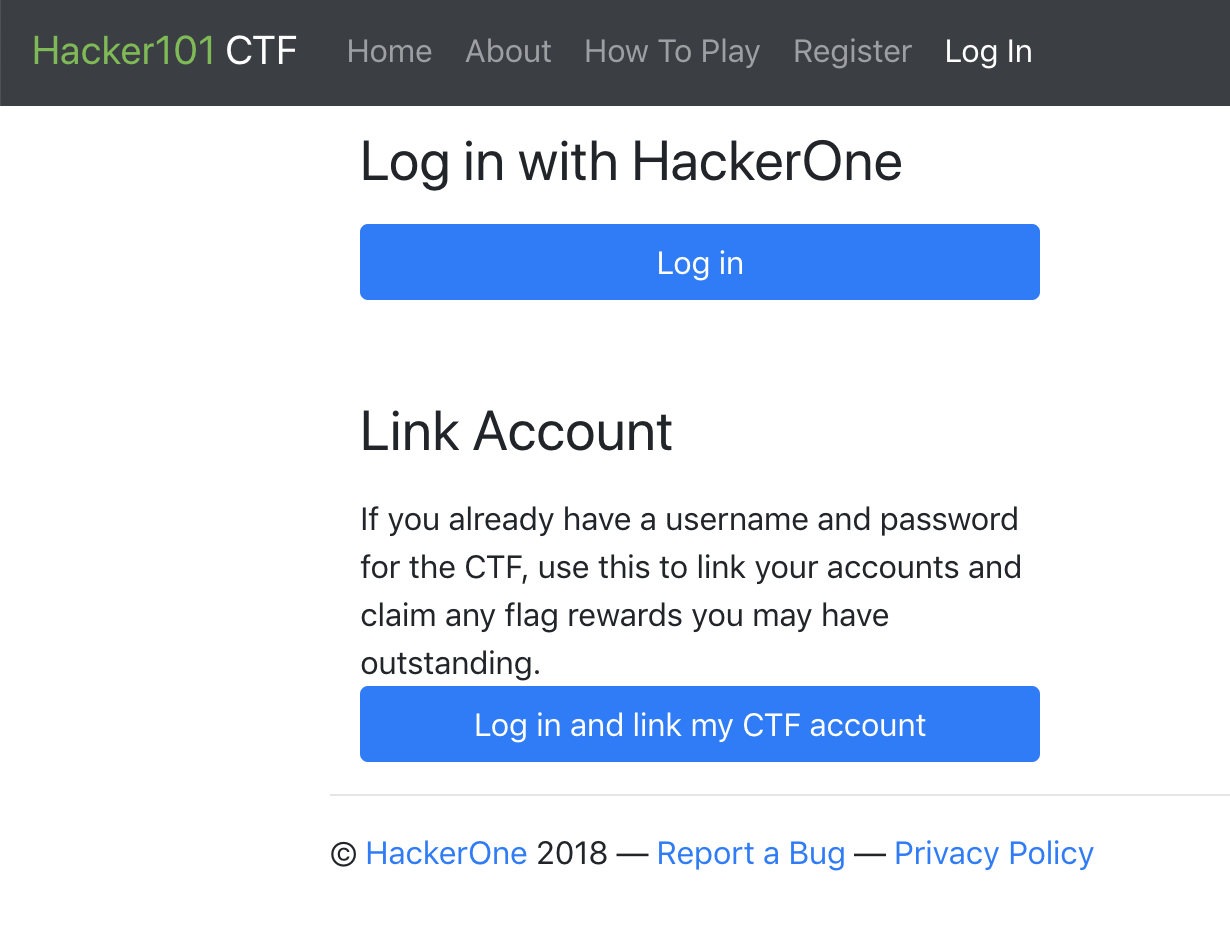 Hacker101 CTF Home About How To Play Register Log In
Log in with HackerOne
Log in
Link Account
If you already have a username and password
for the CTF, use this to link your accounts and
claim any flag rewards you may have
outstanding.
Log in and link my CTF account
© HackerOne 2018 — Report a Bug — Privacy Policy